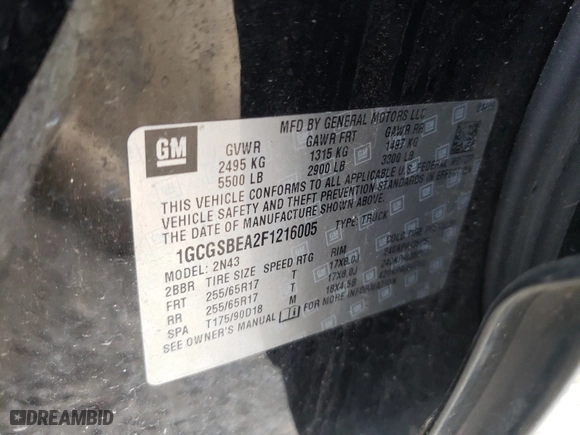 MFD BY GENERAL MOTORS LLC
GM
GVWR GAWR FRT GAWR RR
2495 KG 1315 KG 1497 KG
5500 LB 2900 LB 3300 LB
THIS VEHICLE CONFORMS TO ALL APPLICABLE U.S. FEDERAL MOTOR
VEHICLE SAFETY AND THEFT PREVENTION STANDARDS IN EFFECT ON
THE DATE OF MANUFACTURE SHOWN ABOVE.
1GCGSBEA2F1216005 TYPE: TRUCK
MODEL: 2N43
2BBR TIRE SIZE SPEED RTG RIM
FRT 255/65R17 T 17X8.0J
RR 255/65R17 T 17X8.0J
SPA T175/90D18 M 18X4.5B
SEE OWNER'S MANUAL FOR MORE INFORMATION
DREAMBID